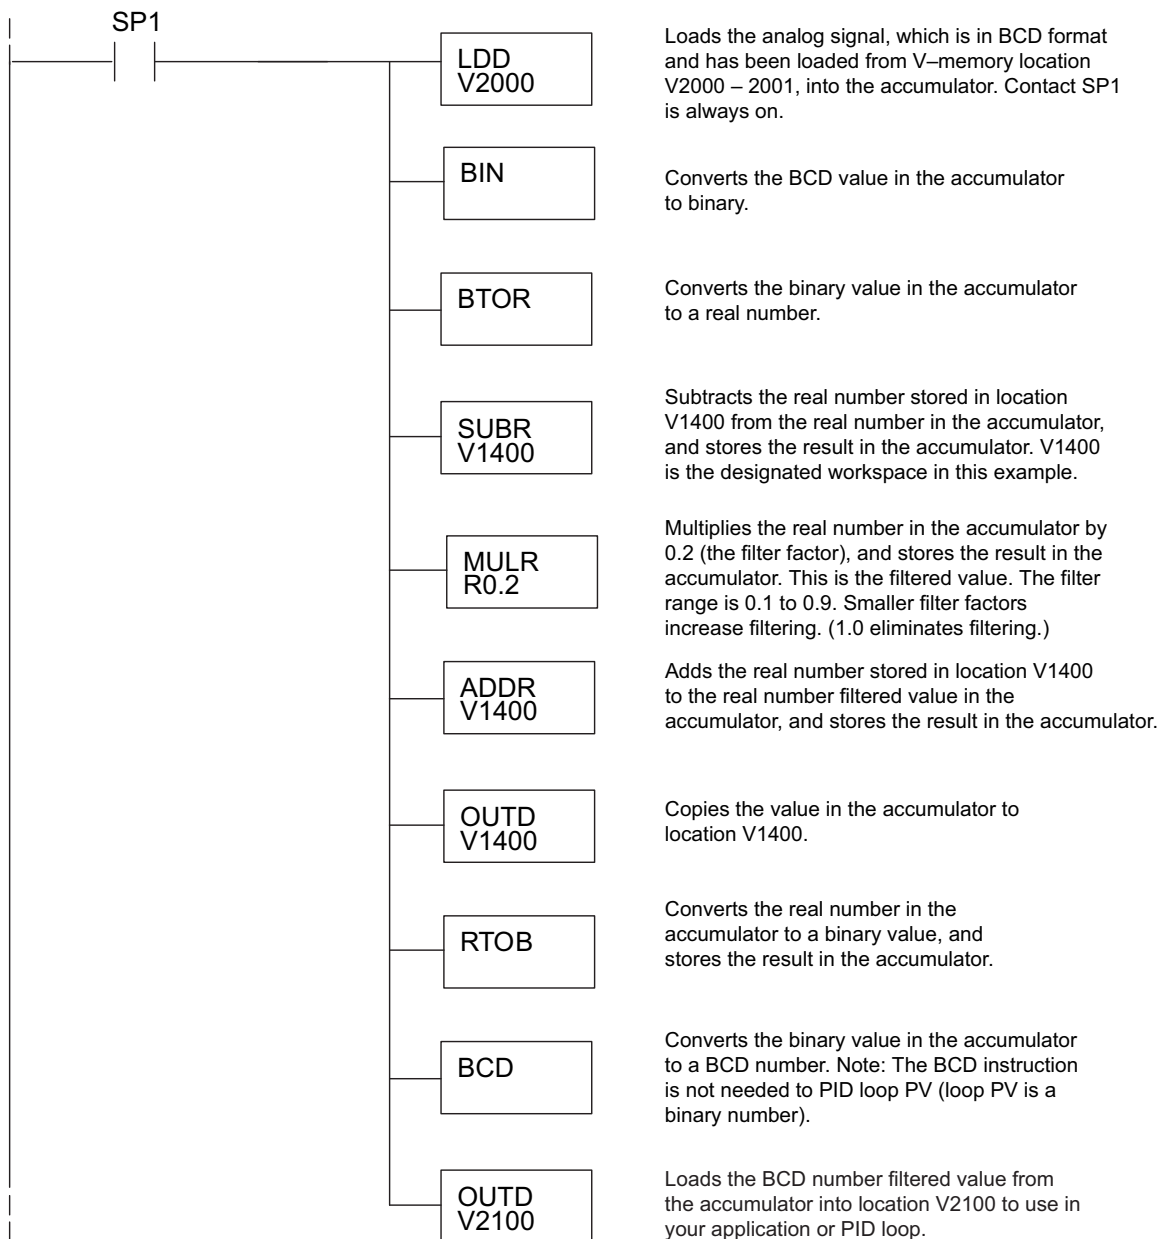 SP1
LDD
V2000
Loads the analog signal, which is in BCD format
and has been loaded from V–memory location
V2000 – 2001, into the accumulator. Contact SP1
is always on.
BIN
Converts the BCD value in the accumulator
to binary.
BTOR
Converts the binary value in the accumulator
to a real number.
SUBR
V1400
Subtracts the real number stored in location
V1400 from the real number in the accumulator,
and stores the result in the accumulator. V1400
is the designated workspace in this example.
MULR
R0.2
Multiplies the real number in the accumulator by
0.2 (the filter factor), and stores the result in the
accumulator. This is the filtered value. The filter
range is 0.1 to 0.9. Smaller filter factors
increase filtering. (1.0 eliminates filtering.)
ADDR
V1400
Adds the real number stored in location V1400
to the real number filtered value in the
accumulator, and stores the result in the accumulator.
OUTD
V1400
Copies the value in the accumulator to
location V1400.
RTOB
Converts the real number in the
accumulator to a binary value, and
stores the result in the accumulator.
BCD
Converts the binary value in the accumulator
to a BCD number. Note: The BCD instruction
is not needed to PID loop PV (loop PV is a
binary number).
OUTD
V2100
Loads the BCD number filtered value from
the accumulator into location V2100 to use in
your application or PID loop.